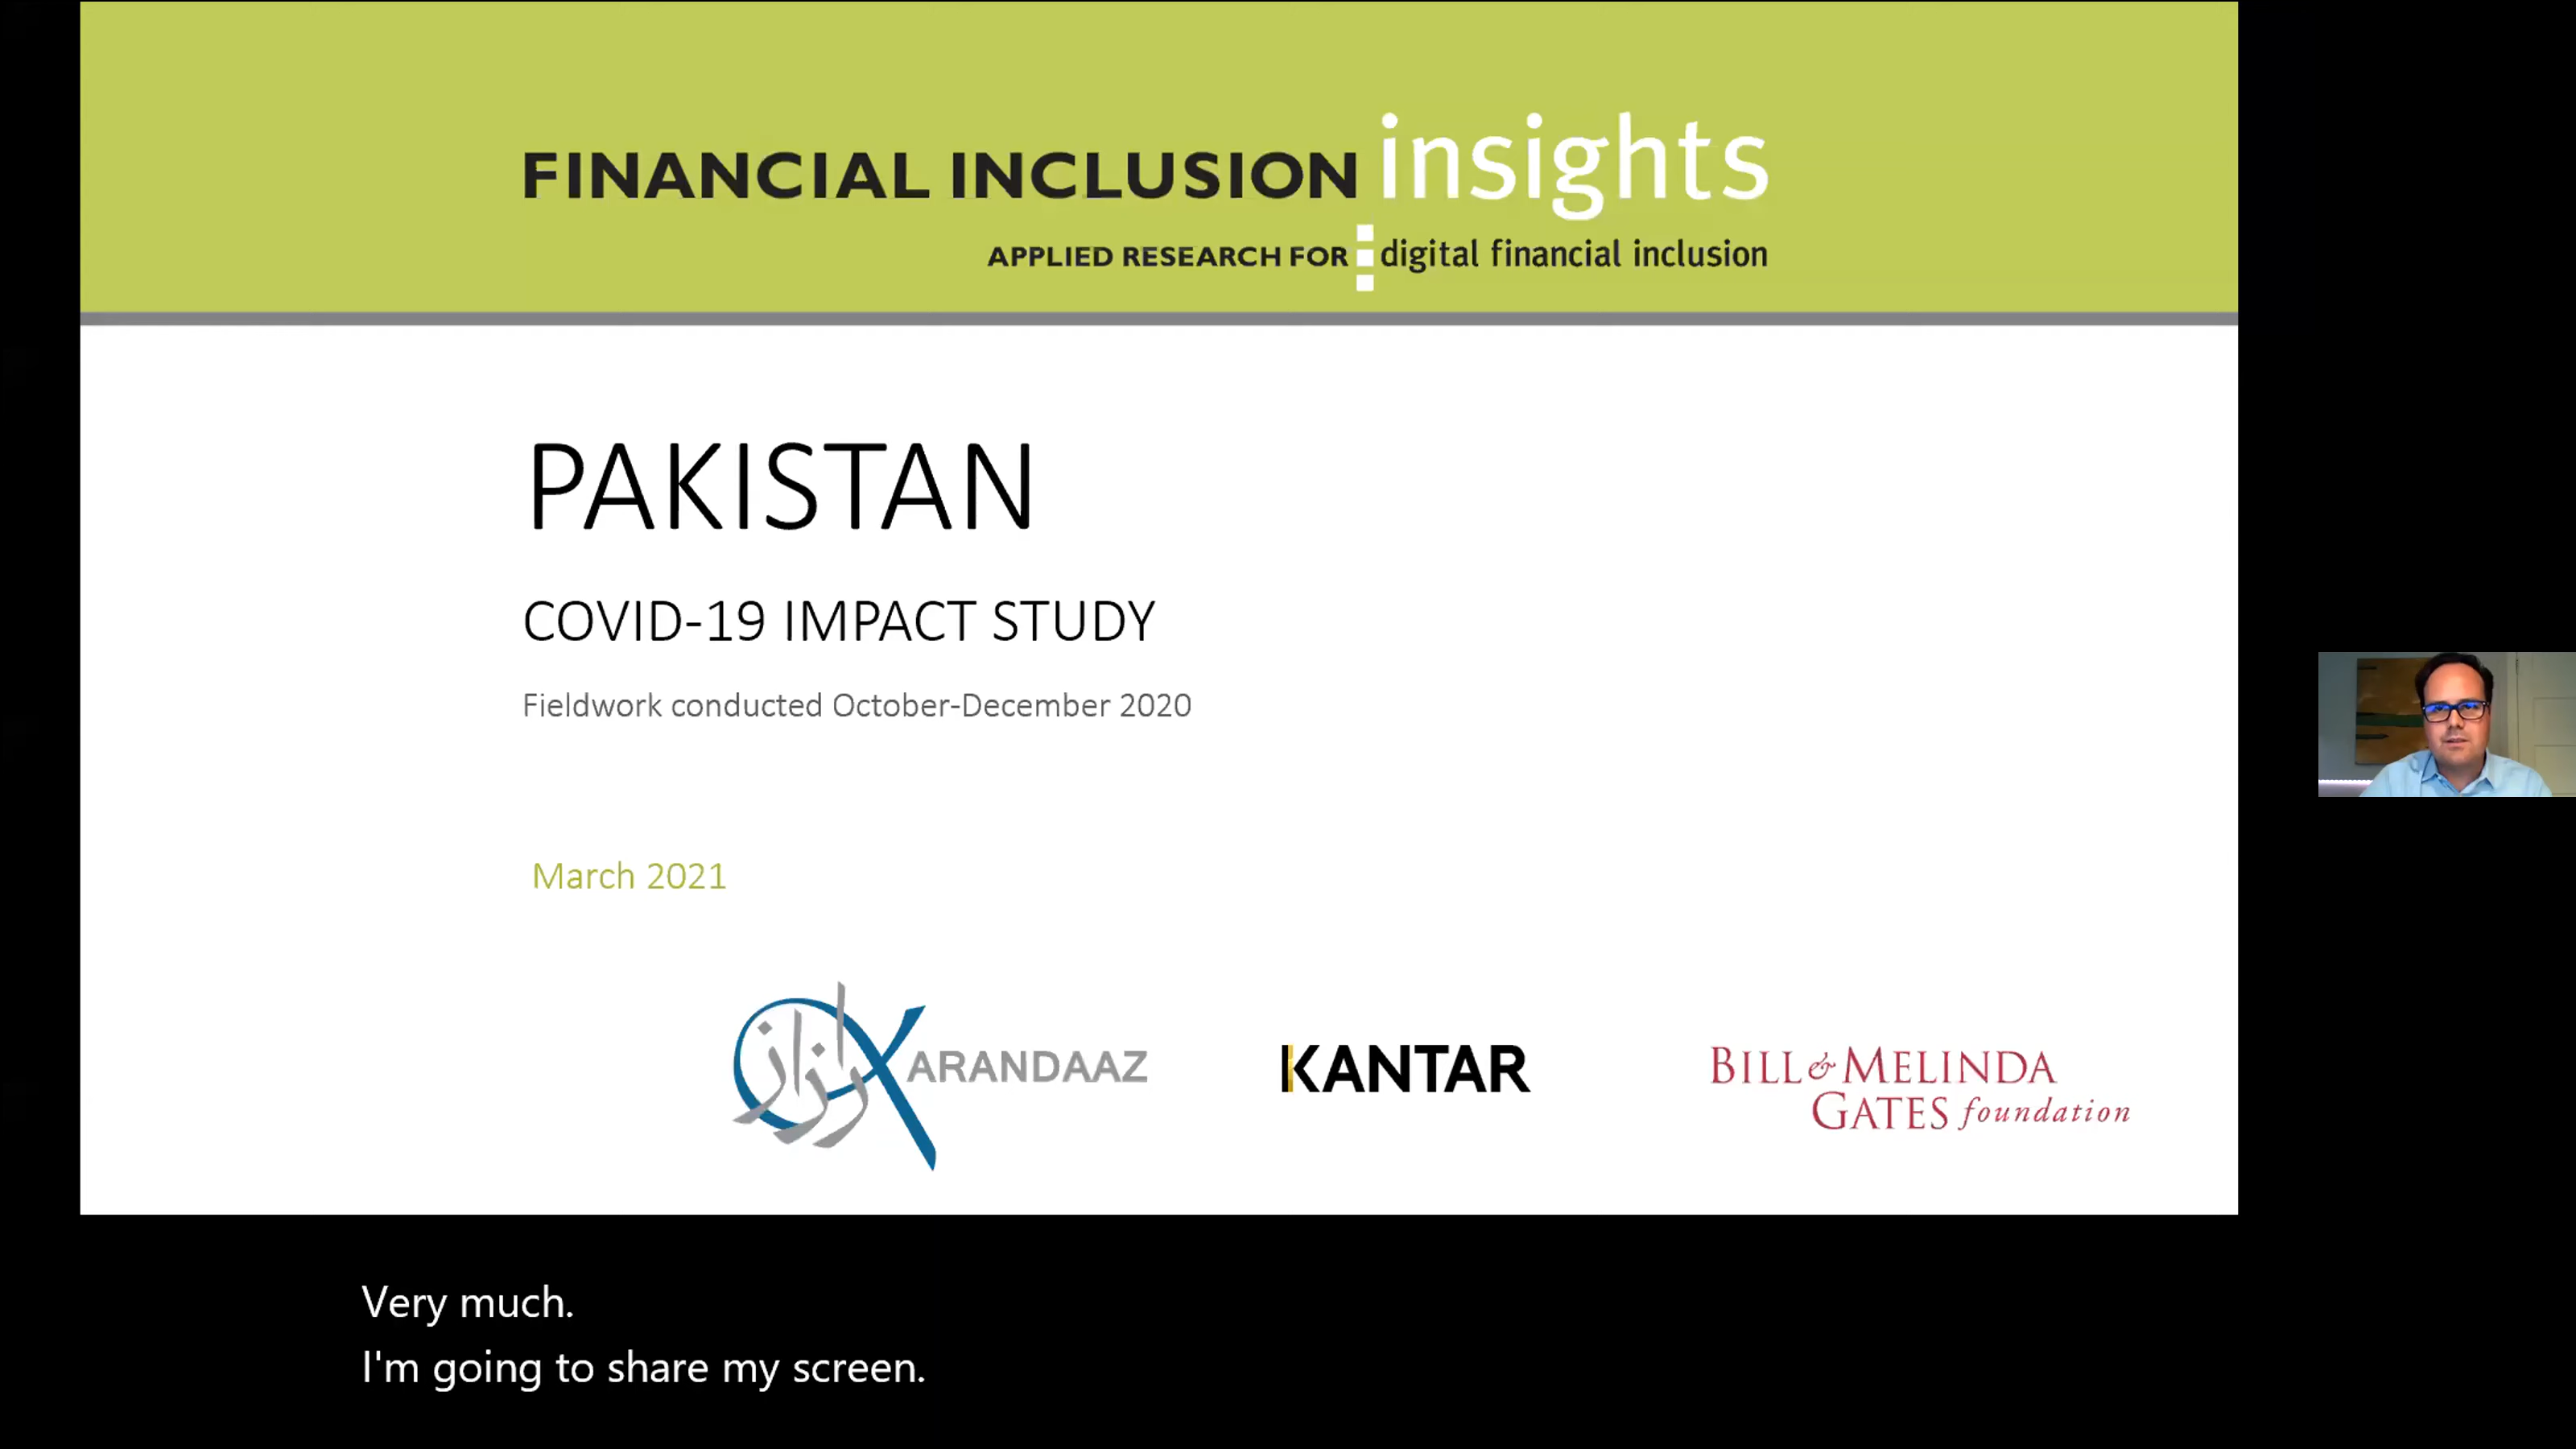 FINANCIAL INCLUSION insights
APPLIED RESEARCH FOR digital financial inclusion
PAKISTAN
COVID-19 IMPACT STUDY
Fieldwork conducted October-December 2020
March 2021
KARANDAAZ
KANTAR
BILL & MELINDA
GATES foundation
Very much.
I'm going to share my screen.